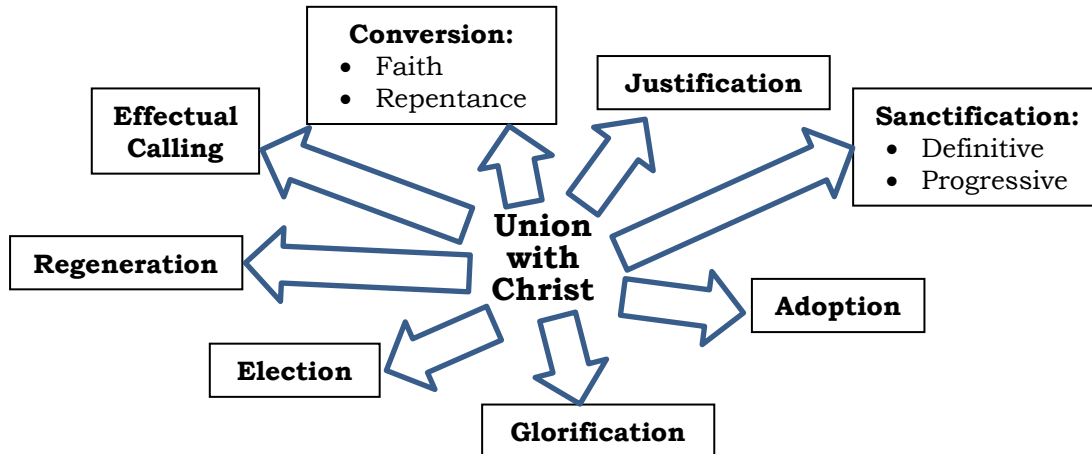 Conversion:
• Faith
• Repentance
Justification
Effectual
Calling
Sanctification:
• Definitive
• Progressive
Union
with
Christ
Regeneration
Adoption
Election
Glorification